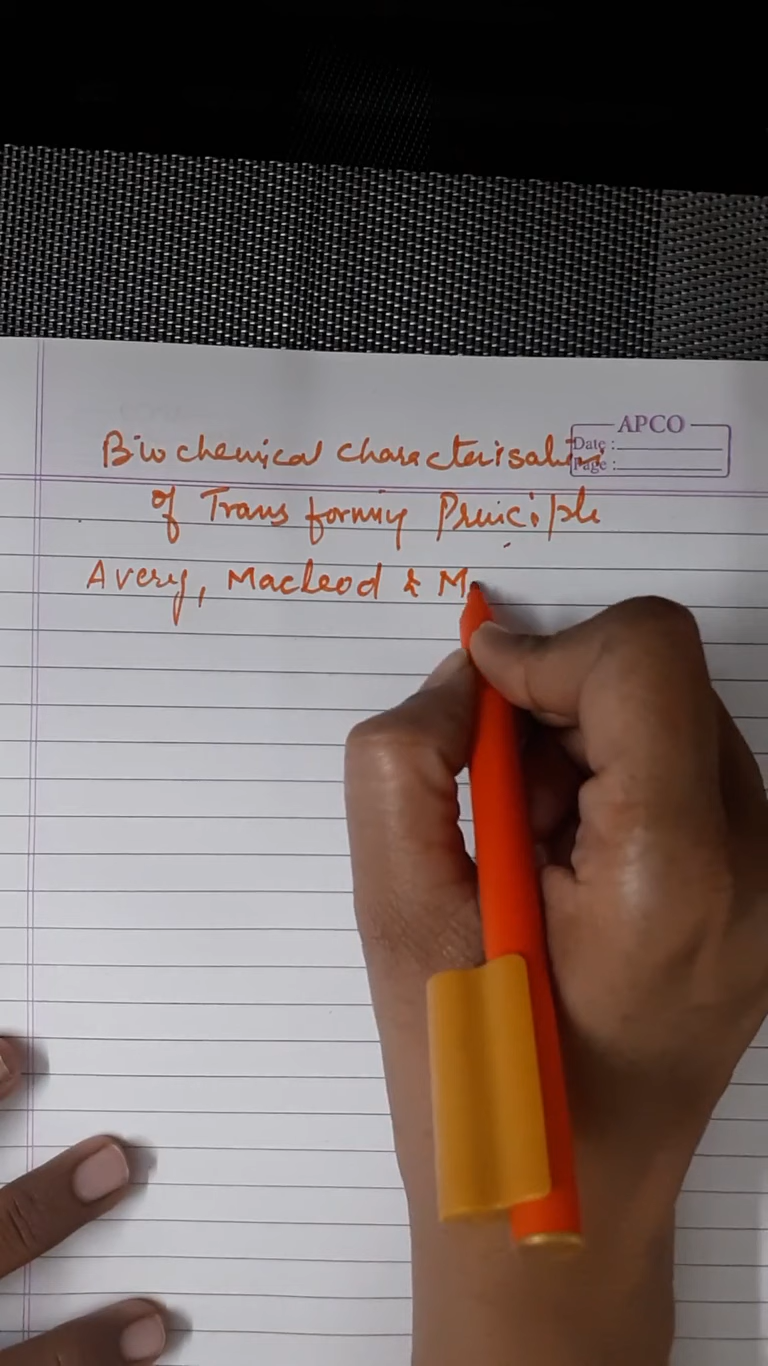 APCO
Date :
Page :
Biochemical characterisation
of Transforming Principle
Avery, Macleod & M